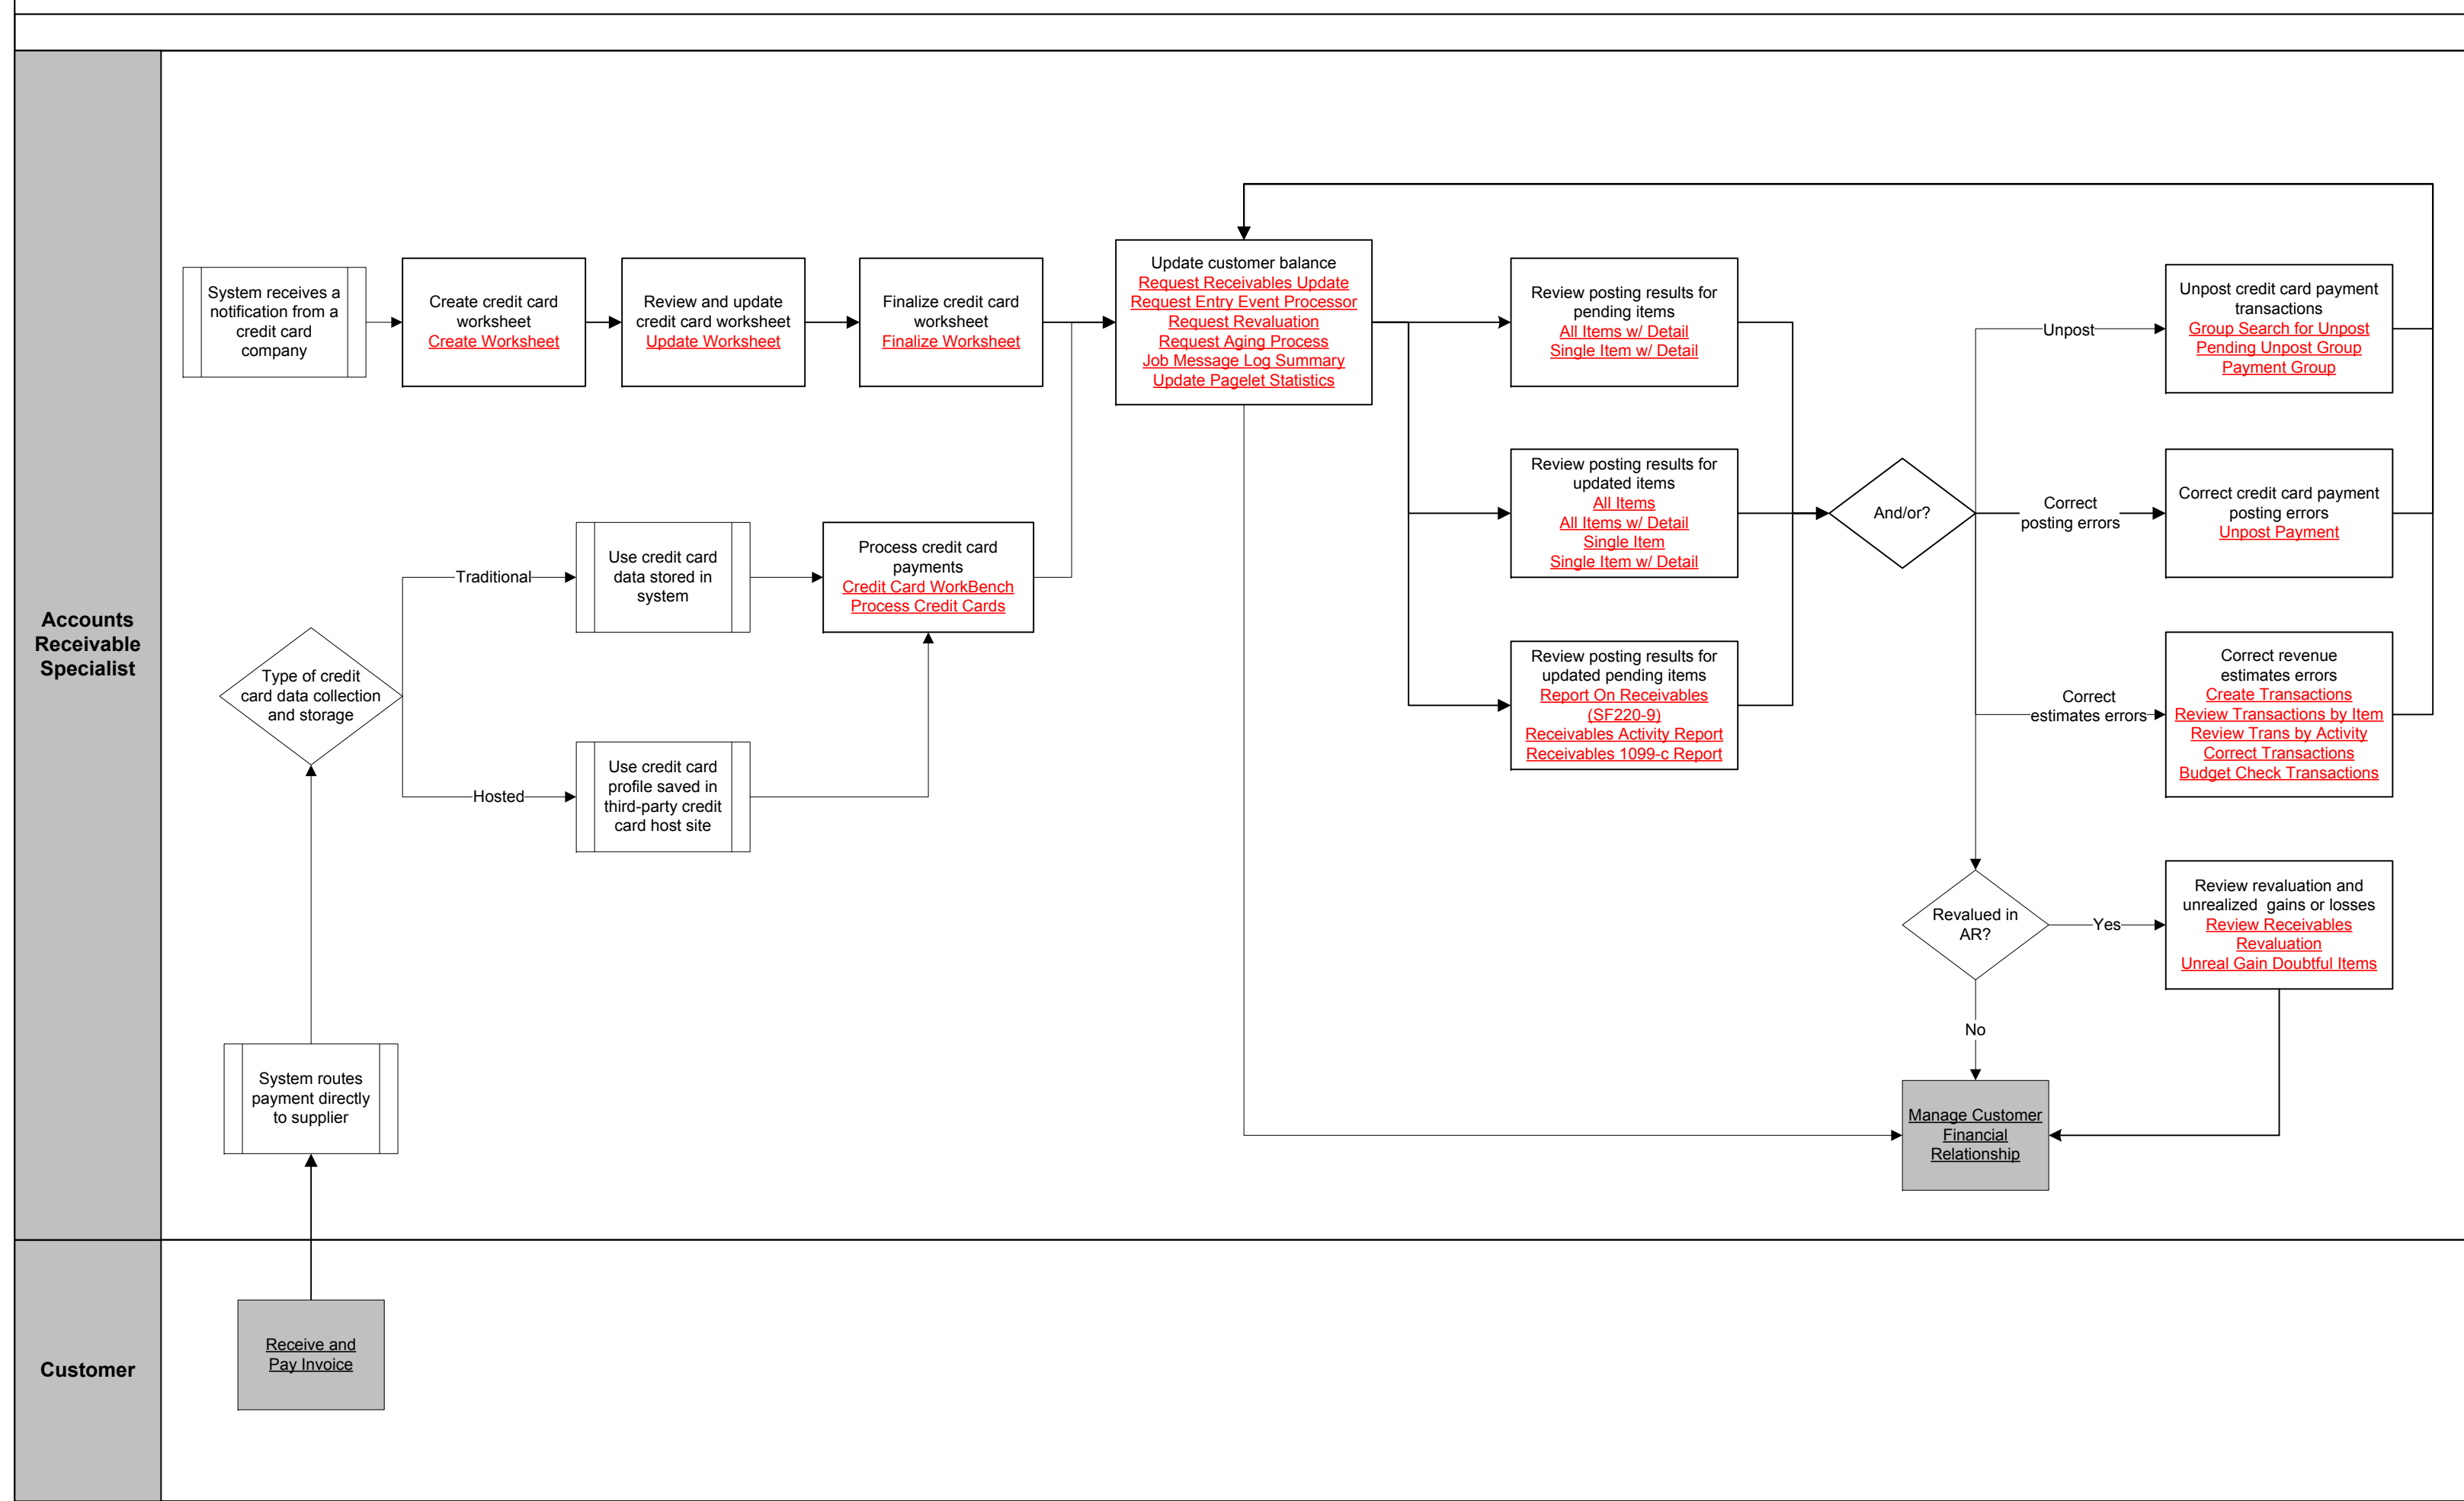 Accounts
Receivable
Specialist
System receives a
notification from a
credit card
company
Create credit card
worksheet
Create Worksheet
Review and update
credit card worksheet
Update Worksheet
Finalize credit card
worksheet
Finalize Worksheet
Update customer balance
Request Receivables Update
Request Entry Event Processor
Request Revaluation
Request Aging Process
Job Message Log Summary
Update Pagelet Statistics
Review posting results for
pending items
All Items w/ Detail
Single Item w/ Detail
Unpost
Unpost credit card payment
transactions
Group Search for Unpost
Pending Unpost Group
Payment Group
Type of credit
card data collection
and storage
Traditional
Use credit card
data stored in
system
Process credit card
payments
Credit Card WorkBench
Process Credit Cards
Hosted
Use credit card
profile saved in
third-party credit
card host site
Review posting results for
updated items
All Items
All Items w/ Detail
Single Item
Single Item w/ Detail
And/or?
Correct
posting errors
Correct credit card payment
posting errors
Unpost Payment
Review posting results for
updated pending items
Report On Receivables
(SF220-9)
Receivables Activity Report
Receivables 1099-c Report
Correct
estimates errors
Correct revenue
estimates errors
Create Transactions
Review Transactions by Item
Review Trans by Activity
Correct Transactions
Budget Check Transactions
Revalued in
AR?
Yes
Review revaluation and
unrealized gains or losses
Review Receivables
Revaluation
Unreal Gain Doubtful Items
No
System routes
payment directly
to supplier
Manage Customer
Financial
Relationship
Customer
Receive and
Pay Invoice